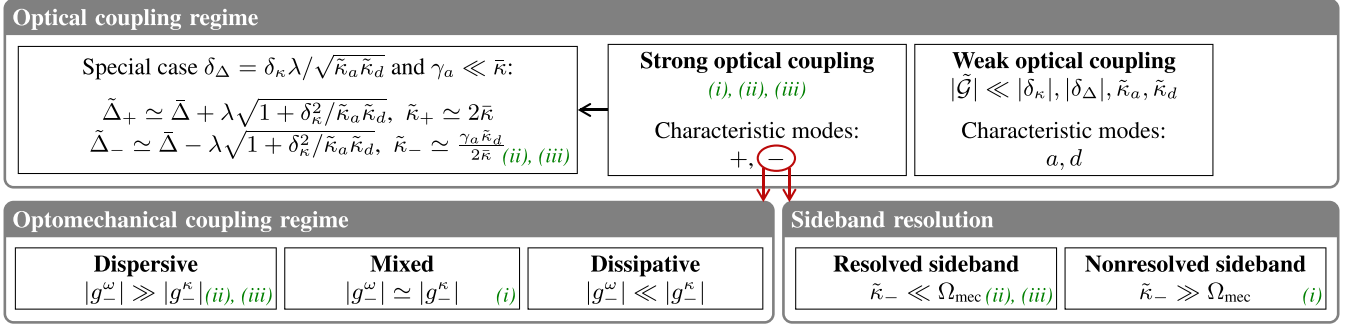 Optical coupling regime
Special case δ_Δ = δ_κ λ/√(κ̃_a κ̃_d) and γ_a ≪ κ̄:
Δ̃_+ ≃ Δ̄ + λ√(1 + δ_κ²/κ̃_a κ̃_d), κ̃_+ ≃ 2κ̄
Δ̃_− ≃ Δ̄ − λ√(1 + δ_κ²/κ̃_a κ̃_d), κ̃_− ≃ γ_a κ̃_d/2κ̄ (ii), (iii)
Strong optical coupling
(i), (ii), (iii)
Characteristic modes:
+, −
Weak optical coupling
|𝒢̃| ≪ |δ_κ|, |δ_Δ|, κ̃_a, κ̃_d
Characteristic modes:
a, d
Optomechanical coupling regime
Dispersive
|g_−^ω| ≫ |g_−^κ| (ii), (iii)
Mixed
|g_−^ω| ≃ |g_−^κ| (i)
Dissipative
|g_−^ω| ≪ |g_−^κ|
Sideband resolution
Resolved sideband
κ̃_− ≪ Ω_mec (ii), (iii)
Nonresolved sideband
κ̃_− ≫ Ω_mec (i)